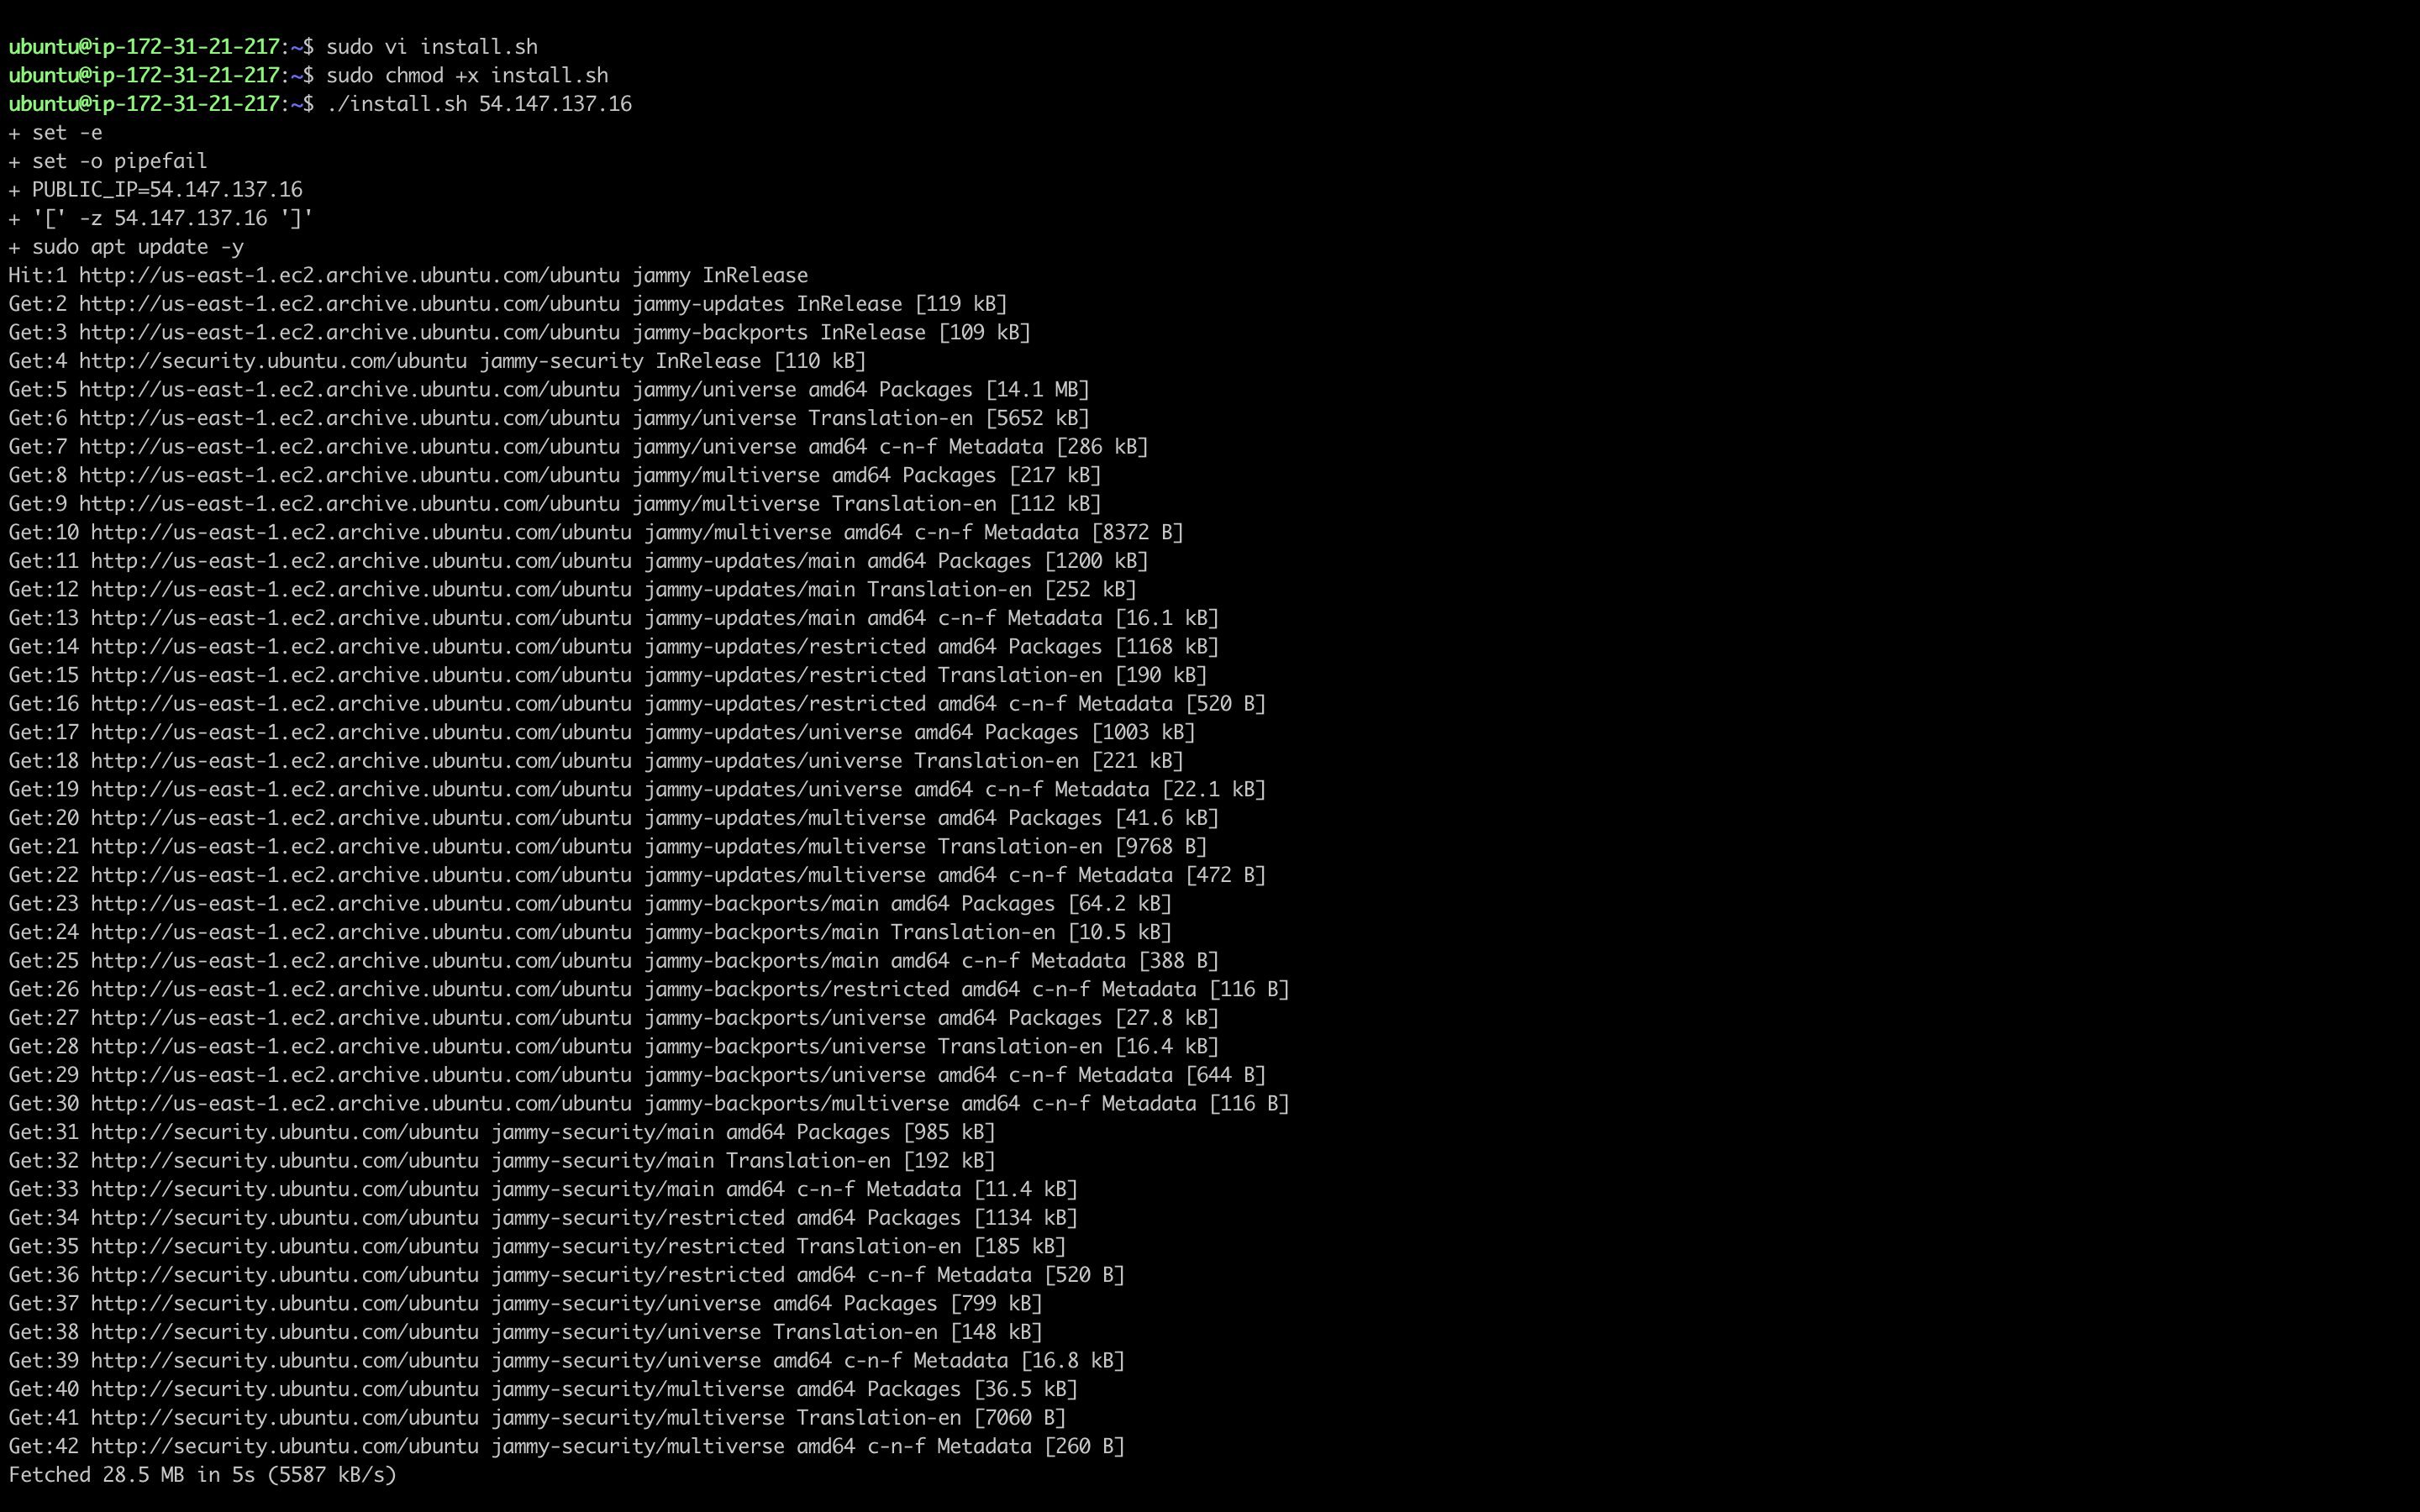 ubuntu@ip-172-31-21-217:~$ sudo vi install.sh
ubuntu@ip-172-31-21-217:~$ sudo chmod +x install.sh
ubuntu@ip-172-31-21-217:~$ ./install.sh 54.147.137.16
+ set -e
+ set -o pipefail
+ PUBLIC_IP=54.147.137.16
+ '[' -z 54.147.137.16 ']'
+ sudo apt update -y
Hit:1 http://us-east-1.ec2.archive.ubuntu.com/ubuntu jammy InRelease
Get:2 http://us-east-1.ec2.archive.ubuntu.com/ubuntu jammy-updates InRelease [119 kB]
Get:3 http://us-east-1.ec2.archive.ubuntu.com/ubuntu jammy-backports InRelease [109 kB]
Get:4 http://security.ubuntu.com/ubuntu jammy-security InRelease [110 kB]
Get:5 http://us-east-1.ec2.archive.ubuntu.com/ubuntu jammy/universe amd64 Packages [14.1 MB]
Get:6 http://us-east-1.ec2.archive.ubuntu.com/ubuntu jammy/universe Translation-en [5652 kB]
Get:7 http://us-east-1.ec2.archive.ubuntu.com/ubuntu jammy/universe amd64 c-n-f Metadata [286 kB]
Get:8 http://us-east-1.ec2.archive.ubuntu.com/ubuntu jammy/multiverse amd64 Packages [217 kB]
Get:9 http://us-east-1.ec2.archive.ubuntu.com/ubuntu jammy/multiverse Translation-en [112 kB]
Get:10 http://us-east-1.ec2.archive.ubuntu.com/ubuntu jammy/multiverse amd64 c-n-f Metadata [8372 B]
Get:11 http://us-east-1.ec2.archive.ubuntu.com/ubuntu jammy-updates/main amd64 Packages [1200 kB]
Get:12 http://us-east-1.ec2.archive.ubuntu.com/ubuntu jammy-updates/main Translation-en [252 kB]
Get:13 http://us-east-1.ec2.archive.ubuntu.com/ubuntu jammy-updates/main amd64 c-n-f Metadata [16.1 kB]
Get:14 http://us-east-1.ec2.archive.ubuntu.com/ubuntu jammy-updates/restricted amd64 Packages [1168 kB]
Get:15 http://us-east-1.ec2.archive.ubuntu.com/ubuntu jammy-updates/restricted Translation-en [190 kB]
Get:16 http://us-east-1.ec2.archive.ubuntu.com/ubuntu jammy-updates/restricted amd64 c-n-f Metadata [520 B]
Get:17 http://us-east-1.ec2.archive.ubuntu.com/ubuntu jammy-updates/universe amd64 Packages [1003 kB]
Get:18 http://us-east-1.ec2.archive.ubuntu.com/ubuntu jammy-updates/universe Translation-en [221 kB]
Get:19 http://us-east-1.ec2.archive.ubuntu.com/ubuntu jammy-updates/universe amd64 c-n-f Metadata [22.1 kB]
Get:20 http://us-east-1.ec2.archive.ubuntu.com/ubuntu jammy-updates/multiverse amd64 Packages [41.6 kB]
Get:21 http://us-east-1.ec2.archive.ubuntu.com/ubuntu jammy-updates/multiverse Translation-en [9768 B]
Get:22 http://us-east-1.ec2.archive.ubuntu.com/ubuntu jammy-updates/multiverse amd64 c-n-f Metadata [472 B]
Get:23 http://us-east-1.ec2.archive.ubuntu.com/ubuntu jammy-backports/main amd64 Packages [64.2 kB]
Get:24 http://us-east-1.ec2.archive.ubuntu.com/ubuntu jammy-backports/main Translation-en [10.5 kB]
Get:25 http://us-east-1.ec2.archive.ubuntu.com/ubuntu jammy-backports/main amd64 c-n-f Metadata [388 B]
Get:26 http://us-east-1.ec2.archive.ubuntu.com/ubuntu jammy-backports/restricted amd64 c-n-f Metadata [116 B]
Get:27 http://us-east-1.ec2.archive.ubuntu.com/ubuntu jammy-backports/universe amd64 Packages [27.8 kB]
Get:28 http://us-east-1.ec2.archive.ubuntu.com/ubuntu jammy-backports/universe Translation-en [16.4 kB]
Get:29 http://us-east-1.ec2.archive.ubuntu.com/ubuntu jammy-backports/universe amd64 c-n-f Metadata [644 B]
Get:30 http://us-east-1.ec2.archive.ubuntu.com/ubuntu jammy-backports/multiverse amd64 c-n-f Metadata [116 B]
Get:31 http://security.ubuntu.com/ubuntu jammy-security/main amd64 Packages [985 kB]
Get:32 http://security.ubuntu.com/ubuntu jammy-security/main Translation-en [192 kB]
Get:33 http://security.ubuntu.com/ubuntu jammy-security/main amd64 c-n-f Metadata [11.4 kB]
Get:34 http://security.ubuntu.com/ubuntu jammy-security/restricted amd64 Packages [1134 kB]
Get:35 http://security.ubuntu.com/ubuntu jammy-security/restricted Translation-en [185 kB]
Get:36 http://security.ubuntu.com/ubuntu jammy-security/restricted amd64 c-n-f Metadata [520 B]
Get:37 http://security.ubuntu.com/ubuntu jammy-security/universe amd64 Packages [799 kB]
Get:38 http://security.ubuntu.com/ubuntu jammy-security/universe Translation-en [148 kB]
Get:39 http://security.ubuntu.com/ubuntu jammy-security/universe amd64 c-n-f Metadata [16.8 kB]
Get:40 http://security.ubuntu.com/ubuntu jammy-security/multiverse amd64 Packages [36.5 kB]
Get:41 http://security.ubuntu.com/ubuntu jammy-security/multiverse Translation-en [7060 B]
Get:42 http://security.ubuntu.com/ubuntu jammy-security/multiverse amd64 c-n-f Metadata [260 B]
Fetched 28.5 MB in 5s (5587 kB/s)